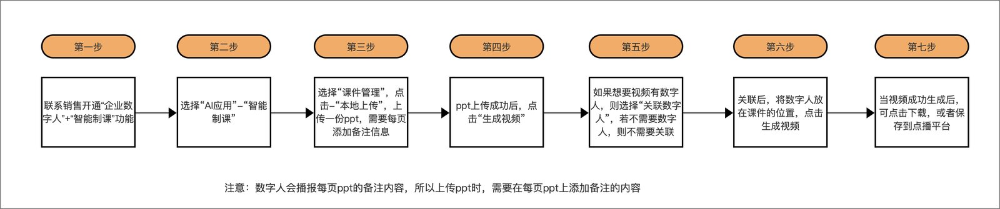 第一步
第二步
第三步
第四步
第五步
第六步
第七步
联系销售开通“企业数
字人”+“智能制课”功能
选择“AI应用”–“智能
制课”
选择“课件管理”，点
击–“本地上传”，上
传一份ppt，需要每页
添加备注信息
ppt上传成功后，点
击“生成视频”
如果想要视频有数字
人，则选择“关联数字
人”，若不需要数字
人，则不需要关联
关联后，将数字人放
在课件的位置，点击
生成视频
当视频成功生成后，
可点击下载，或者保
存到点播平台
注意：数字人会播报每页ppt的备注内容，所以上传ppt时，需要在每页ppt上添加备注的内容